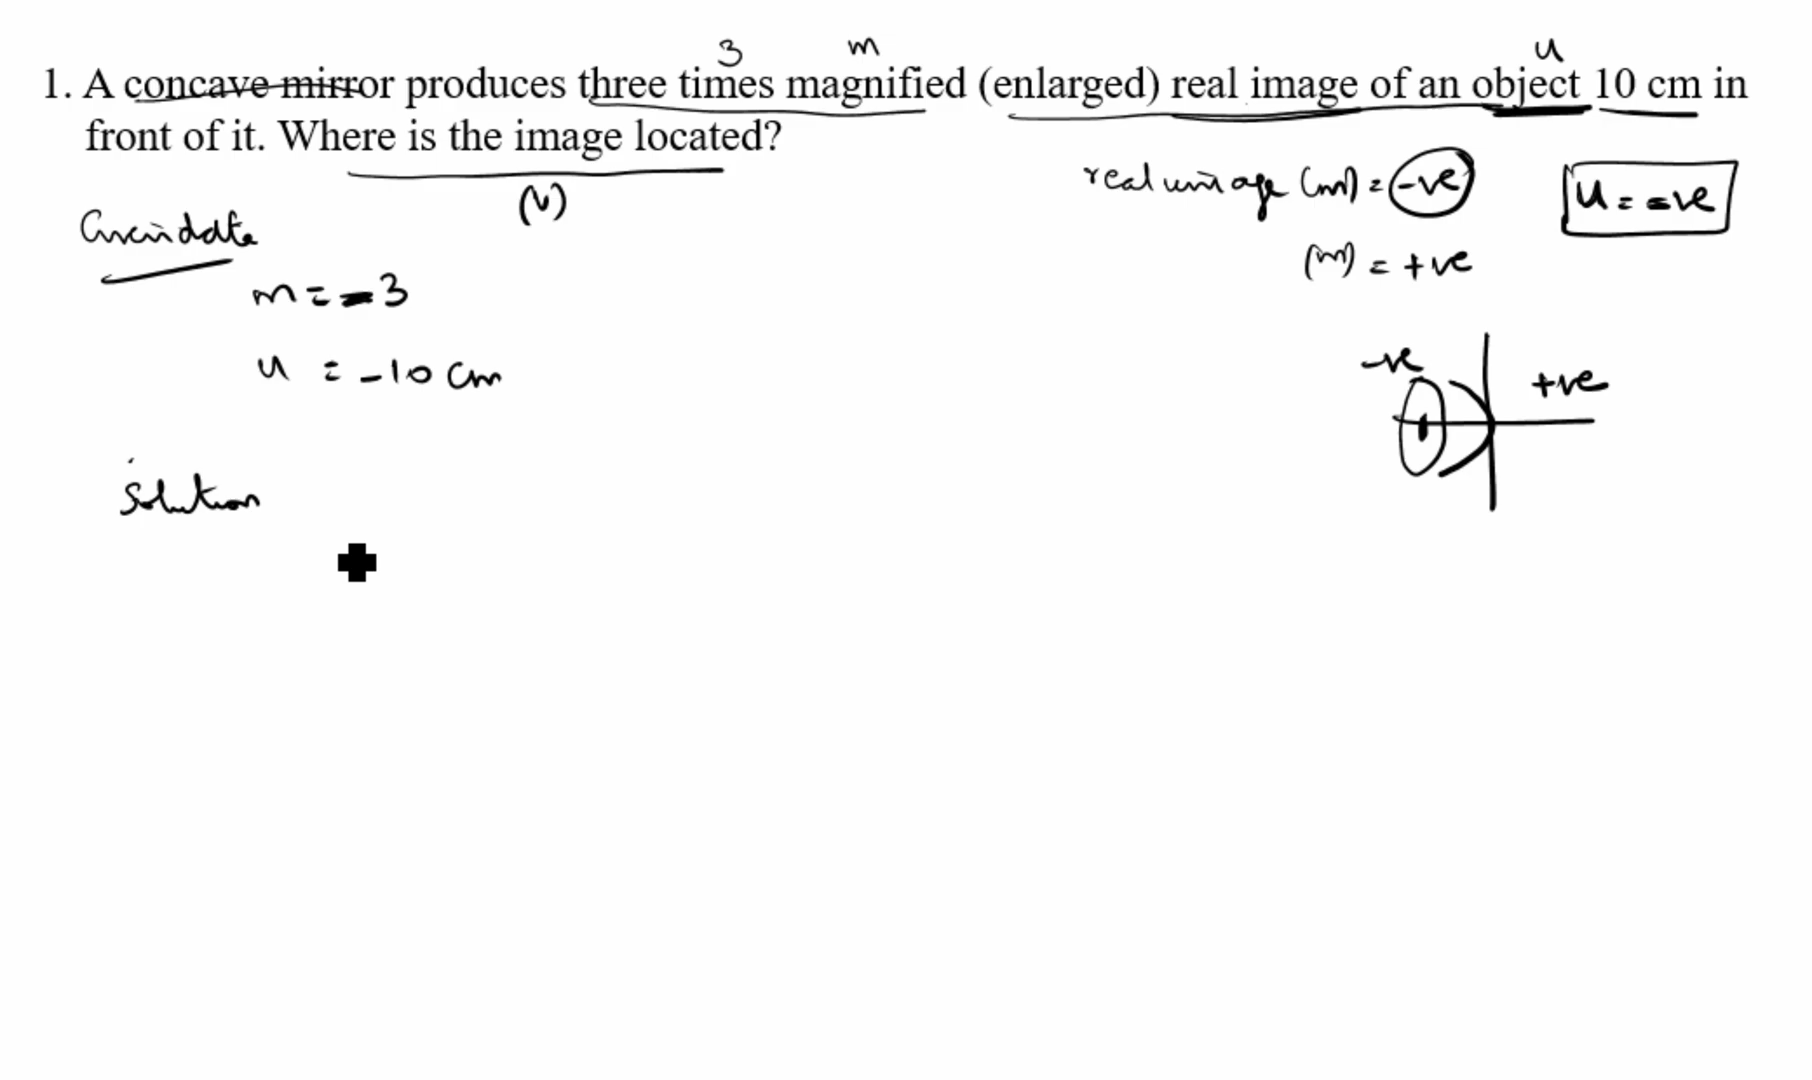 3 m u
1. A concave mirror produces three times magnified (enlarged) real image of an object 10 cm in
front of it. Where is the image located?
(v)
real image (m) = -ve
u = -ve
(m) = +ve
m = -3
u = -10 cm
-ve
+ve
Solution